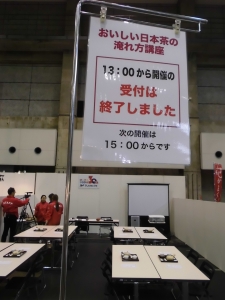 おいしい日本茶の
淹れ方講座
13:00から開催の
受付は
終了しました
次の開催は
15:00からです